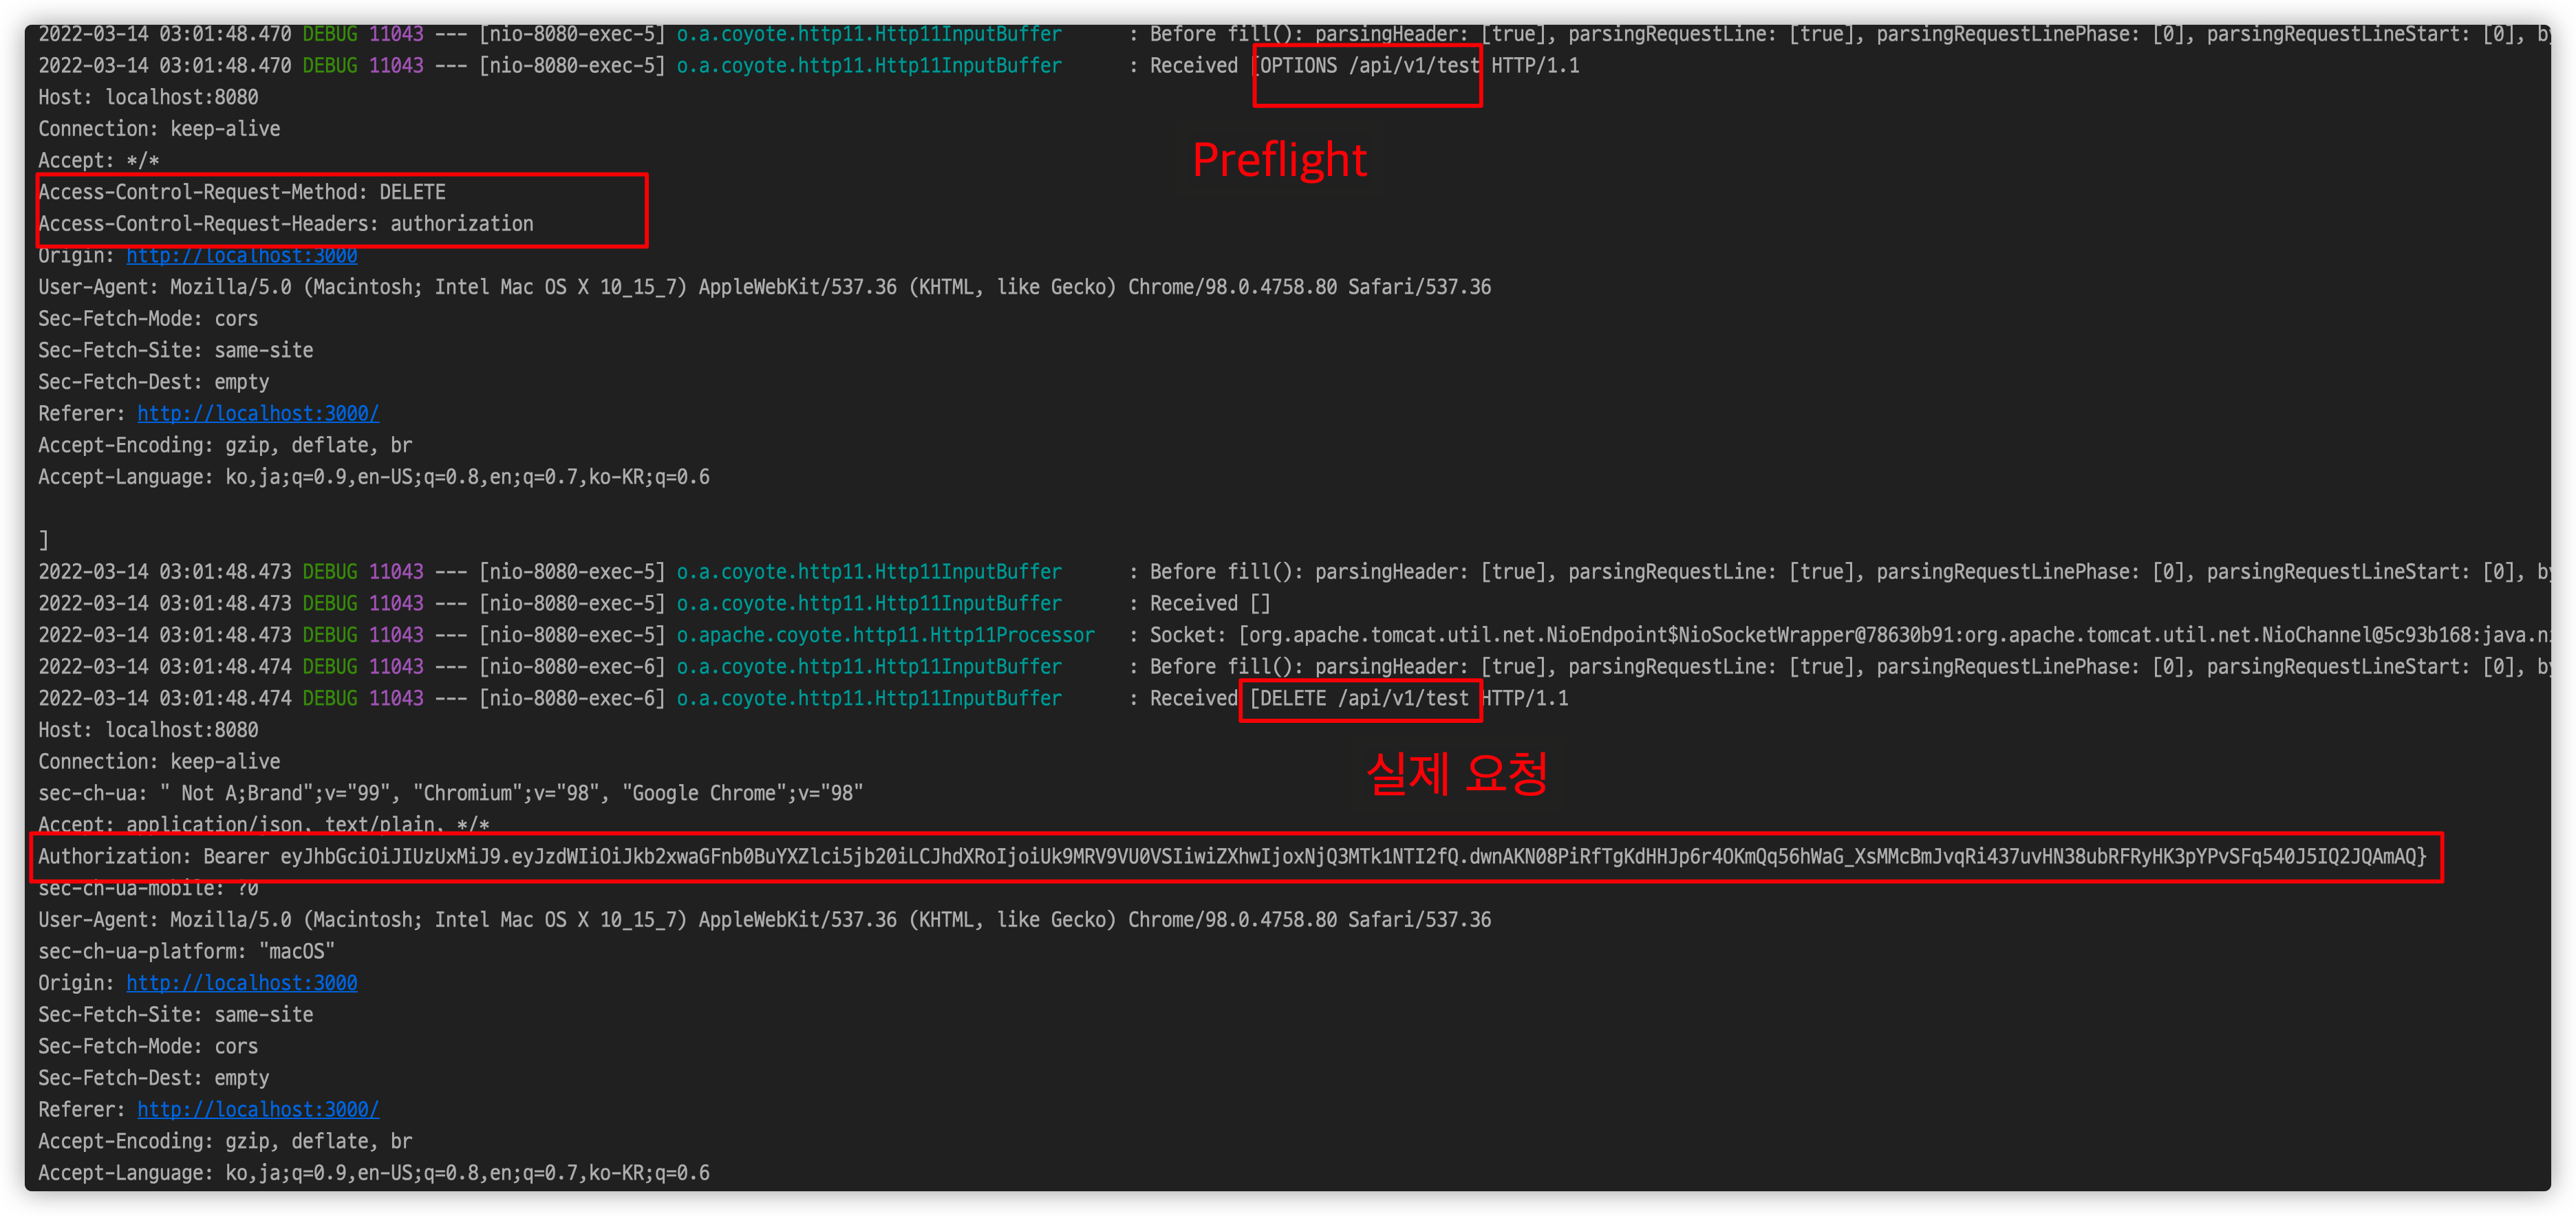 2022-03-14 03:01:48.470 DEBUG 11043 --- [nio-8080-exec-5] o.a.coyote.http11.Http11InputBuffer : Before fill(): parsingHeader: [true], parsingRequestLine: [true], parsingRequestLinePhase: [0], parsingRequestLineStart: [0], by
2022-03-14 03:01:48.470 DEBUG 11043 --- [nio-8080-exec-5] o.a.coyote.http11.Http11InputBuffer : Received [OPTIONS /api/v1/test HTTP/1.1
Host: localhost:8080
Connection: keep-alive
Accept: */*
Preflight
Access-Control-Request-Method: DELETE
Access-Control-Request-Headers: authorization
Origin: http://localhost:3000
User-Agent: Mozilla/5.0 (Macintosh; Intel Mac OS X 10_15_7) AppleWebKit/537.36 (KHTML, like Gecko) Chrome/98.0.4758.80 Safari/537.36
Sec-Fetch-Mode: cors
Sec-Fetch-Site: same-site
Sec-Fetch-Dest: empty
Referer: http://localhost:3000/
Accept-Encoding: gzip, deflate, br
Accept-Language: ko,ja;q=0.9,en-US;q=0.8,en;q=0.7,ko-KR;q=0.6
]
2022-03-14 03:01:48.473 DEBUG 11043 --- [nio-8080-exec-5] o.a.coyote.http11.Http11InputBuffer : Before fill(): parsingHeader: [true], parsingRequestLine: [true], parsingRequestLinePhase: [0], parsingRequestLineStart: [0], by
2022-03-14 03:01:48.473 DEBUG 11043 --- [nio-8080-exec-5] o.a.coyote.http11.Http11InputBuffer : Received []
2022-03-14 03:01:48.473 DEBUG 11043 --- [nio-8080-exec-5] o.apache.coyote.http11.Http11Processor : Socket: [org.apache.tomcat.util.net.NioEndpoint$NioSocketWrapper@78630b91:org.apache.tomcat.util.net.NioChannel@5c93b168:java.ni
2022-03-14 03:01:48.474 DEBUG 11043 --- [nio-8080-exec-6] o.a.coyote.http11.Http11InputBuffer : Before fill(): parsingHeader: [true], parsingRequestLine: [true], parsingRequestLinePhase: [0], parsingRequestLineStart: [0], by
2022-03-14 03:01:48.474 DEBUG 11043 --- [nio-8080-exec-6] o.a.coyote.http11.Http11InputBuffer : Received [DELETE /api/v1/test HTTP/1.1
Host: localhost:8080
Connection: keep-alive
실제 요청
sec-ch-ua: " Not A;Brand";v="99", "Chromium";v="98", "Google Chrome";v="98"
Accept: application/json, text/plain, */*
Authorization: Bearer eyJhbGciOiJIUzUxMiJ9.eyJzdWIiOiJkb2xwaGFnb0BuYXZlci5jb20iLCJhdXRoIjoiUk9MRV9VU0VSIiwiZXhwIjoxNjQ3MTk1NTI2fQ.dwnAKN08PiRfTgKdHHJp6r4OKmQq56hWaG_XsMMcBmJvqRi437uvHN38ubRFRyHK3pYPvSFq540J5IQ2JQAmAQ}
sec-ch-ua-mobile: ?0
User-Agent: Mozilla/5.0 (Macintosh; Intel Mac OS X 10_15_7) AppleWebKit/537.36 (KHTML, like Gecko) Chrome/98.0.4758.80 Safari/537.36
sec-ch-ua-platform: "macOS"
Origin: http://localhost:3000
Sec-Fetch-Site: same-site
Sec-Fetch-Mode: cors
Sec-Fetch-Dest: empty
Referer: http://localhost:3000/
Accept-Encoding: gzip, deflate, br
Accept-Language: ko,ja;q=0.9,en-US;q=0.8,en;q=0.7,ko-KR;q=0.6